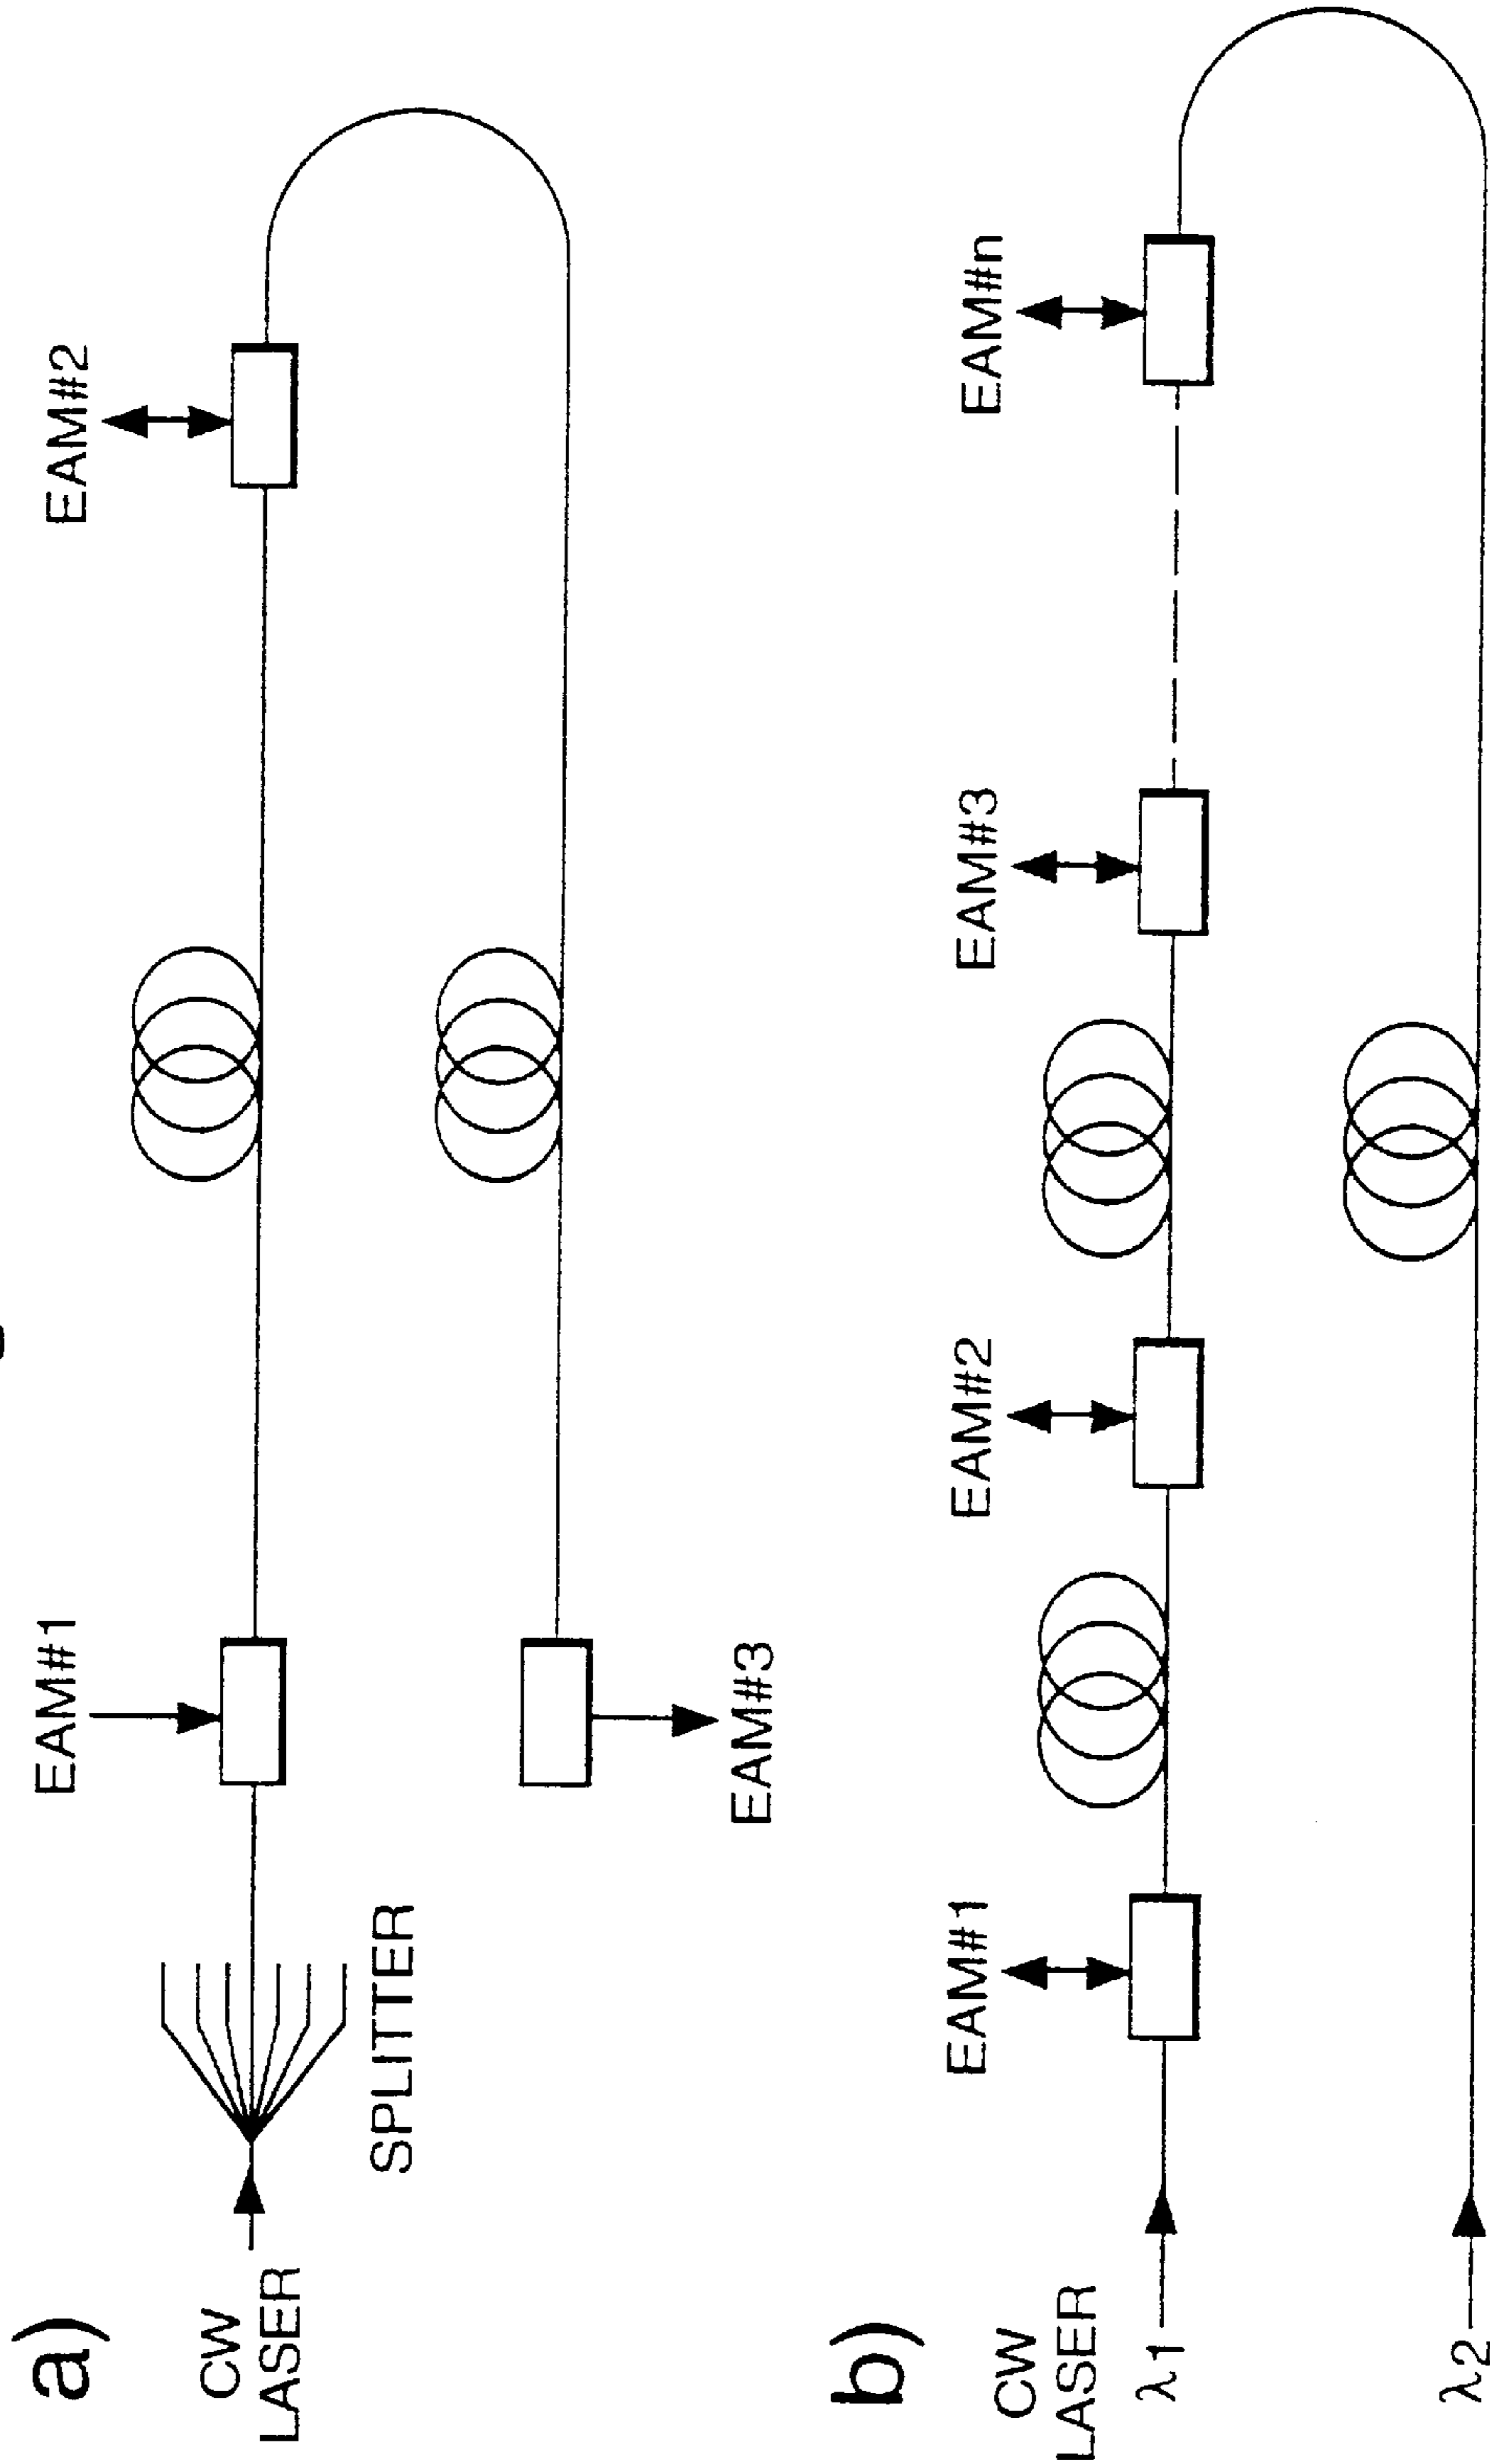 a)
EAM#1
EAM#2
CW
LASER
SPLITTER
EAM#3
b)
EAM#1
EAM#2
EAM#3
EAM#n
CW
LASER
λ1
λ2